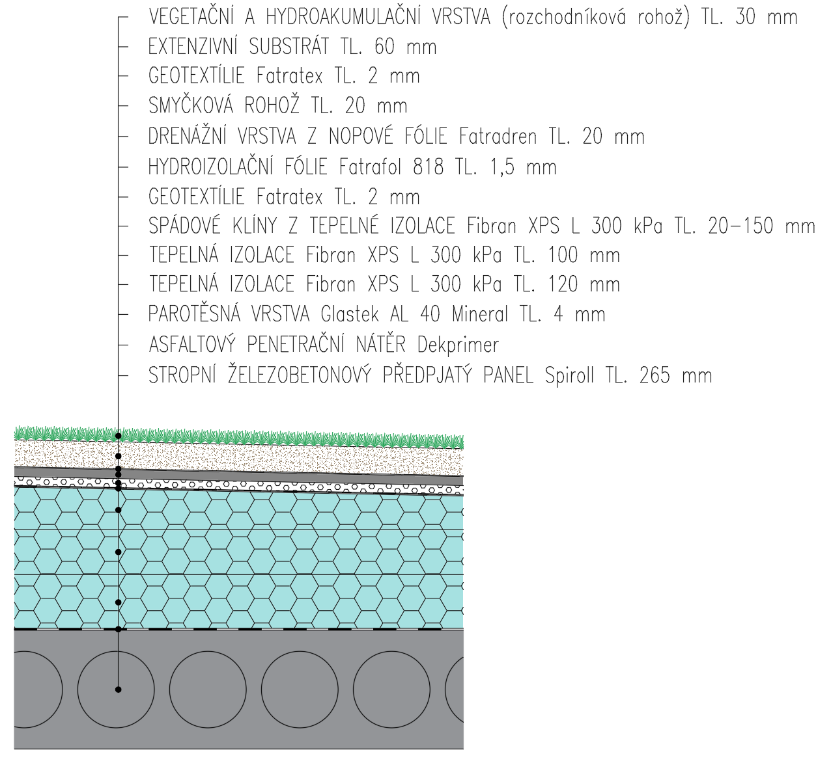 VEGETAČNÍ A HYDROAKUMULAČNÍ VRSTVA (rozchodníková rohož) TL. 30 mm
EXTENZIVNÍ SUBSTRÁT TL. 60 mm
GEOTEXTÍLIE Fatratex TL. 2 mm
SMYČKOVÁ ROHOŽ TL. 20 mm
DRENÁŽNÍ VRSTVA Z NOPOVÉ FÓLIE Fatradren TL. 20 mm
HYDROIZOLAČNÍ FÓLIE Fatrafol 818 TL. 1,5 mm
GEOTEXTÍLIE Fatratex TL. 2 mm
SPÁDOVÉ KLÍNY Z TEPELNÉ IZOLACE Fibran XPS L 300 kPa TL. 20-150 mm
TEPELNÁ IZOLACE Fibran XPS L 300 kPa TL. 100 mm
TEPELNÁ IZOLACE Fibran XPS L 300 kPa TL. 120 mm
PAROTĚSNÁ VRSTVA Glastek AL 40 Mineral TL. 4 mm
ASFALTOVÝ PENETRAČNÍ NÁTĚR Dekprimer
STROPNÍ ŽELEZOBETONOVÝ PŘEDPJATÝ PANEL Spiroll TL. 265 mm